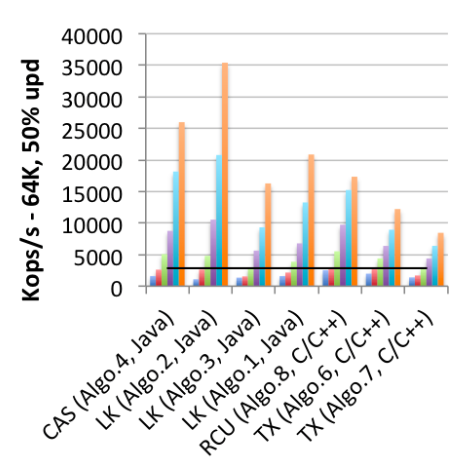 Kops/s - 64K, 50% upd
40000
35000
30000
25000
20000
15000
10000
5000
0
CAS (Algo.4, Java)
LK (Algo.2, Java)
LK (Algo.3, Java)
LK (Algo.1, Java)
RCU (Algo.8, C/C++)
TX (Algo.6, C/C++)
TX (Algo.7, C/C++)